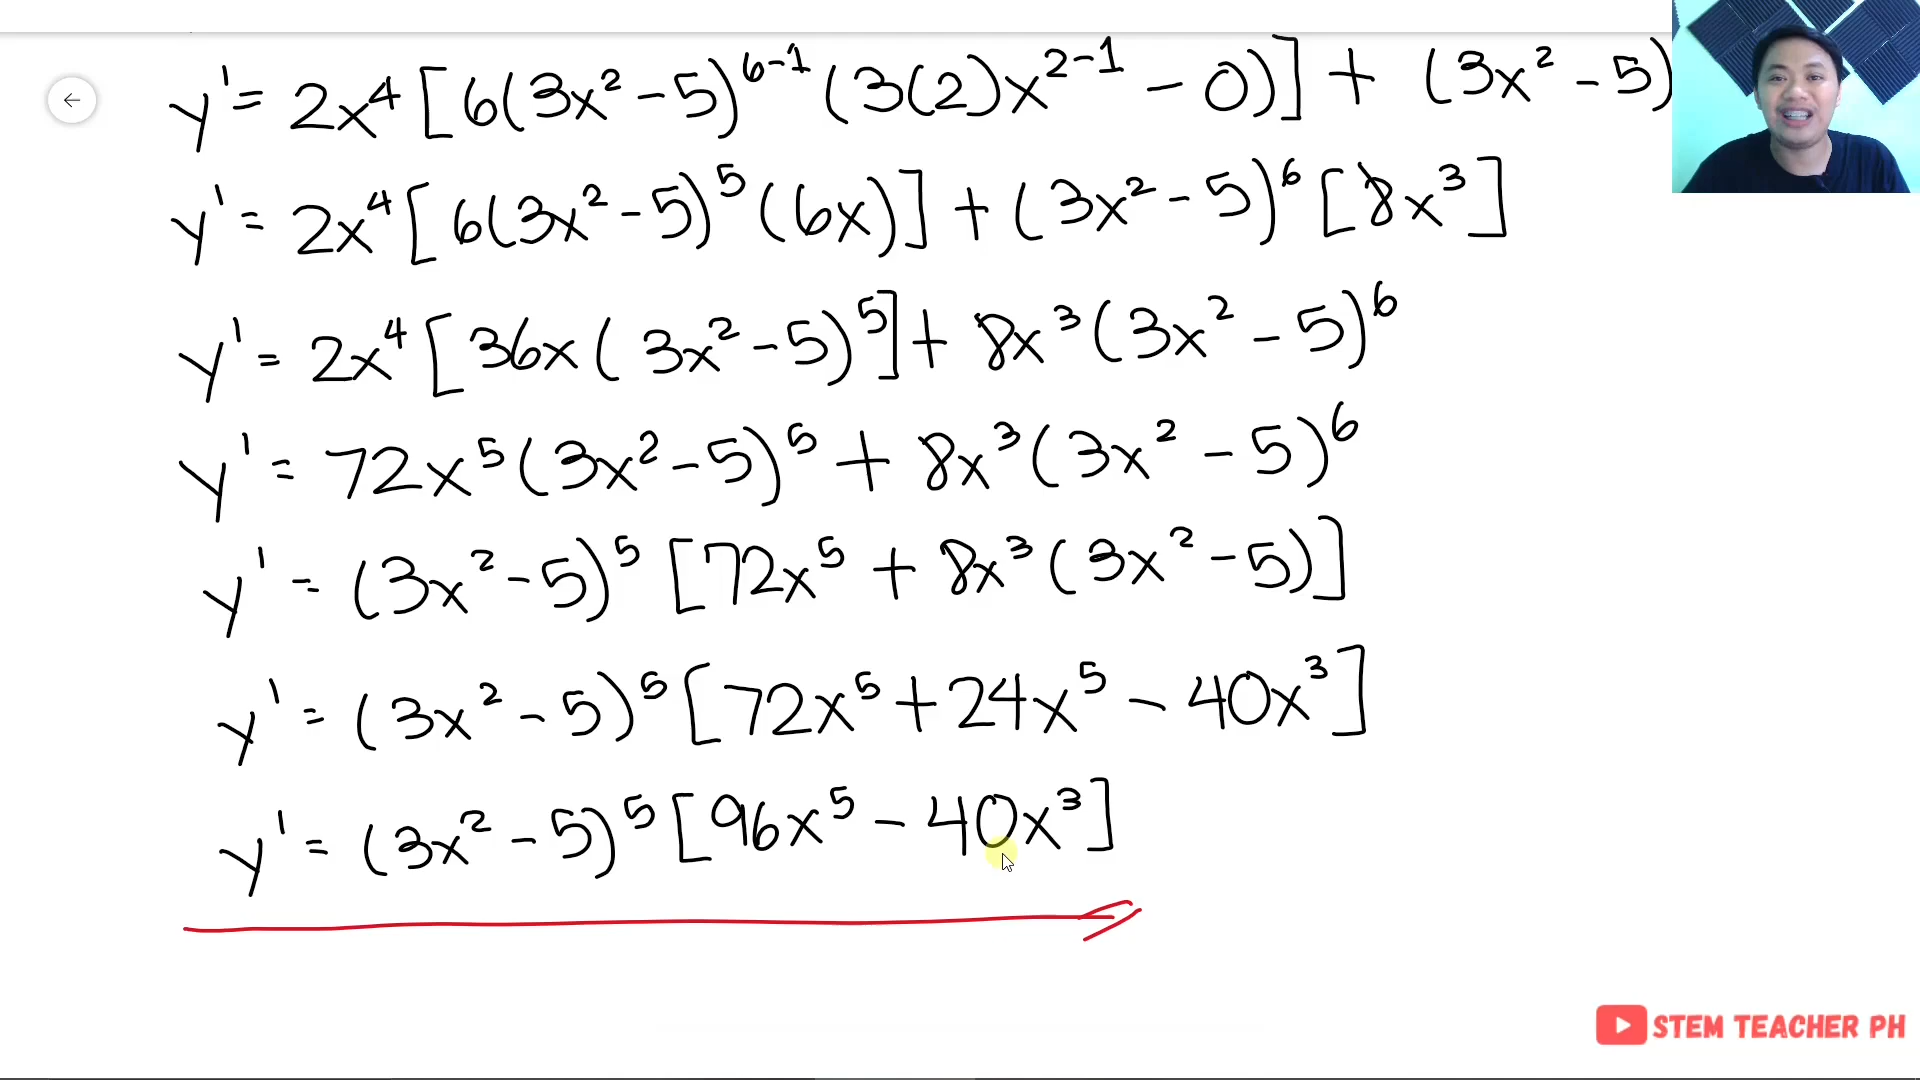 y' = 2x⁴ [6(3x² - 5)⁶⁻¹ (3(2)x²⁻¹ - 0)] + (3x² - 5)
y' = 2x⁴ [6(3x² - 5)⁵ (6x)] + (3x² - 5)⁶ [8x³]
y' = 2x⁴ [36x (3x² - 5)⁵] + 8x³ (3x² - 5)⁶
y' = 72x⁵ (3x² - 5)⁵ + 8x³ (3x² - 5)⁶
y' = (3x² - 5)⁵ [72x⁵ + 8x³ (3x² - 5)]
y' = (3x² - 5)⁵ [72x⁵ + 24x⁵ - 40x³]
y' = (3x² - 5)⁵ [96x⁵ - 40x³]
STEM TEACHER PH